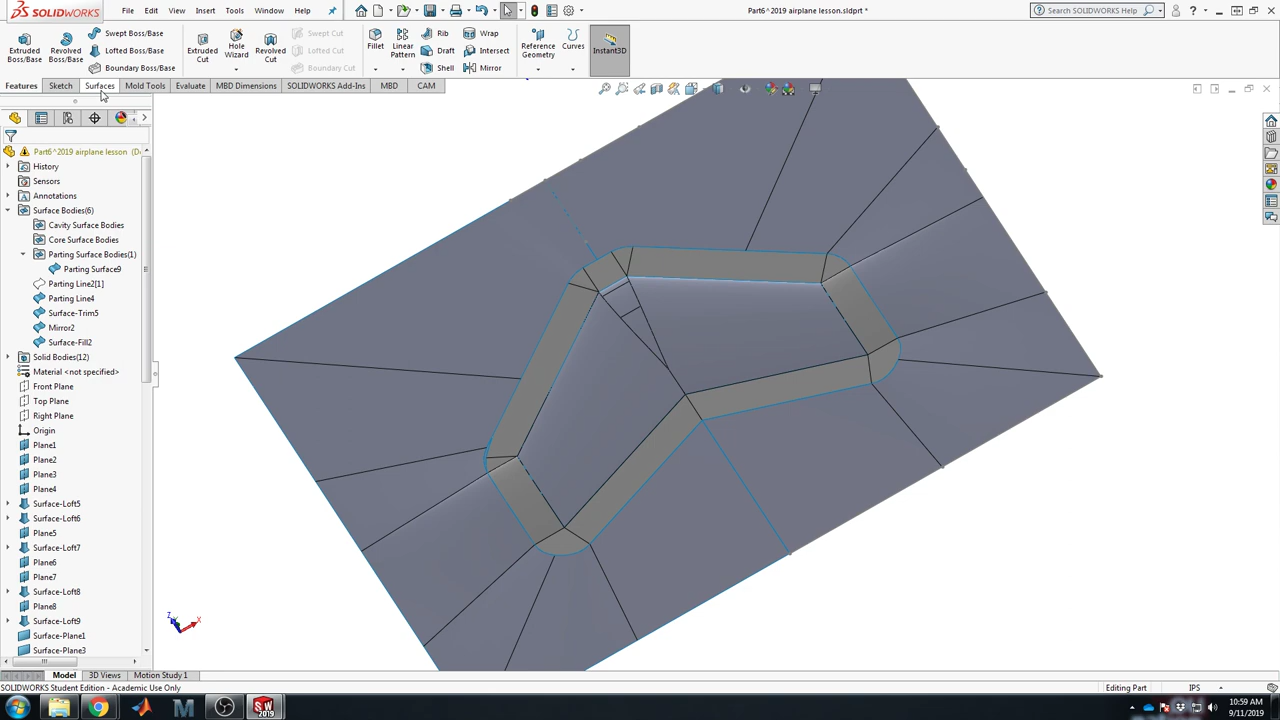 SOLIDWORKS
File Edit View Insert Tools Window Help
Part6^2019 airplane lesson.sldprt *
Search SOLIDWORKS Help
Extruded Boss/Base
Revolved Boss/Base
Swept Boss/Base
Lofted Boss/Base
Boundary Boss/Base
Extruded Cut
Hole Wizard
Revolved Cut
Swept Cut
Lofted Cut
Boundary Cut
Fillet
Linear Pattern
Rib
Draft
Shell
Wrap
Intersect
Mirror
Reference Geometry
Curves
Instant3D
Features Sketch Surfaces Mold Tools Evaluate MBD Dimensions SOLIDWORKS Add-Ins MBD CAM
Part6^2019 airplane lesson (D
History
Sensors
Annotations
Surface Bodies(6)
Cavity Surface Bodies
Core Surface Bodies
Parting Surface Bodies(1)
Parting Surface9
Parting Line2[1]
Parting Line4
Surface-Trim5
Mirror2
Surface-Fill2
Solid Bodies(12)
Material <not specified>
Front Plane
Top Plane
Right Plane
Origin
Plane1
Plane2
Plane3
Plane4
Surface-Loft5
Surface-Loft6
Plane5
Surface-Loft7
Plane6
Plane7
Surface-Loft8
Plane8
Surface-Loft9
Surface-Plane1
Surface-Plane3
Z X
Model 3D Views Motion Study 1
SOLIDWORKS Student Edition - Academic Use Only
Editing Part
IPS
SW 2019
10:59 AM
9/11/2019